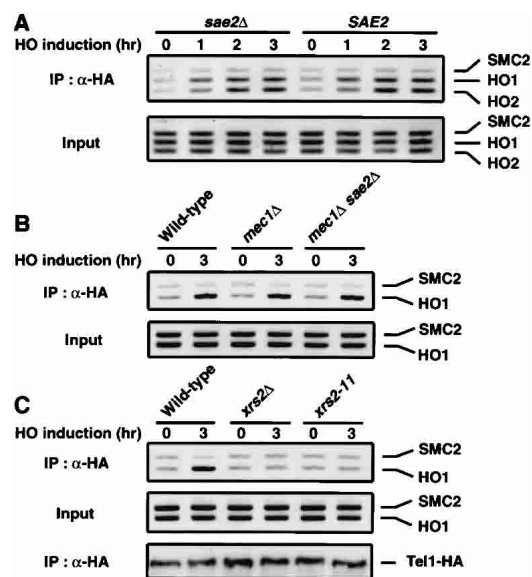 A
sae2Δ SAE2
HO induction (hr) 0 1 2 3 0 1 2 3
IP : α-HA
SMC2
HO1
HO2
Input
SMC2
HO1
HO2
B
Wild-type mec1Δ mec1Δ sae2Δ
HO induction (hr) 0 3 0 3 0 3
IP : α-HA
SMC2
HO1
Input
SMC2
HO1
C
Wild-type xrs2Δ xrs2-11
HO induction (hr) 0 3 0 3 0 3
IP : α-HA
SMC2
HO1
Input
SMC2
HO1
IP : α-HA
Tel1-HA